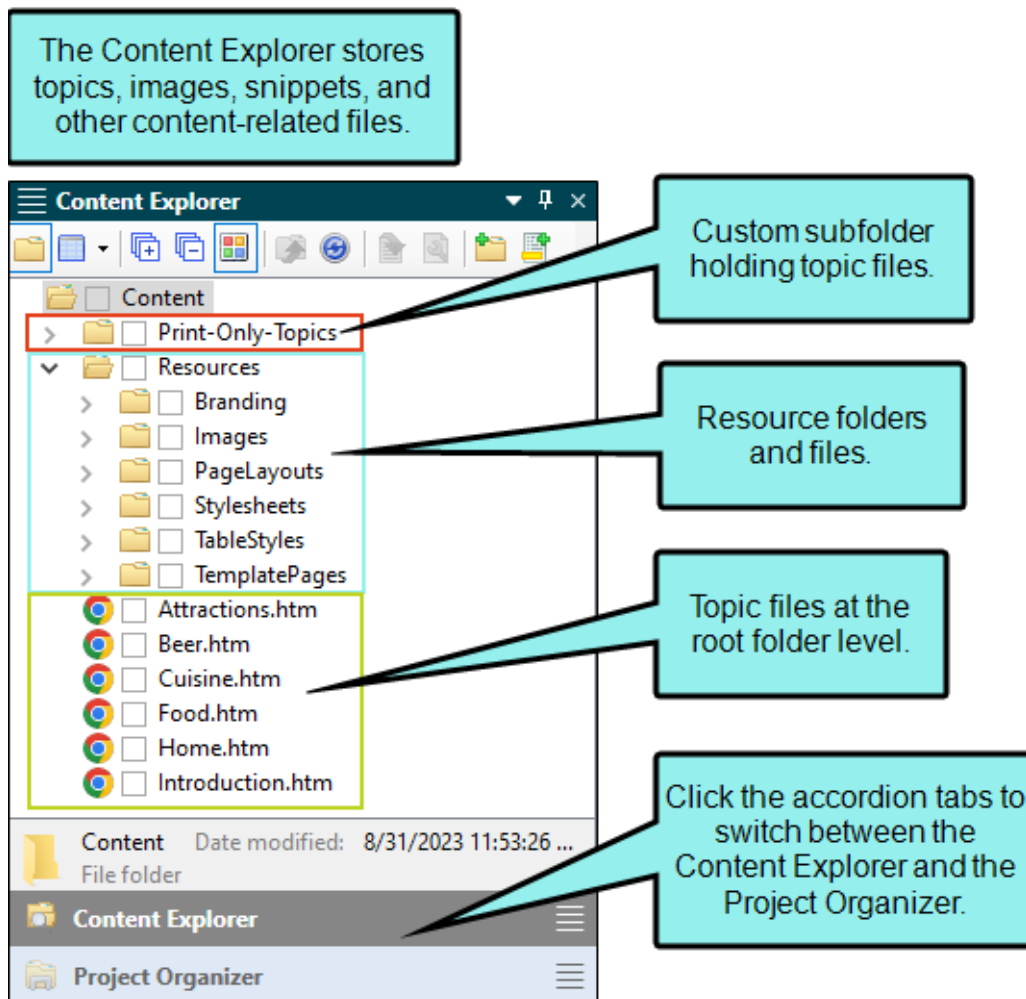 The Content Explorer stores
topics, images, snippets, and
other content-related files.
Content Explorer
Custom subfolder
holding topic files.
Content
Print-Only-Topics
Resources
Branding
Images
PageLayouts
Stylesheets
TableStyles
TemplatePages
Resource folders
and files.
Attractions.htm
Beer.htm
Cuisine.htm
Food.htm
Home.htm
Introduction.htm
Topic files at the
root folder level.
Click the accordion tabs to
switch between the
Content Explorer and the
Project Organizer.
Content Date modified: 8/31/2023 11:53:26 ...
File folder
Content Explorer
Project Organizer